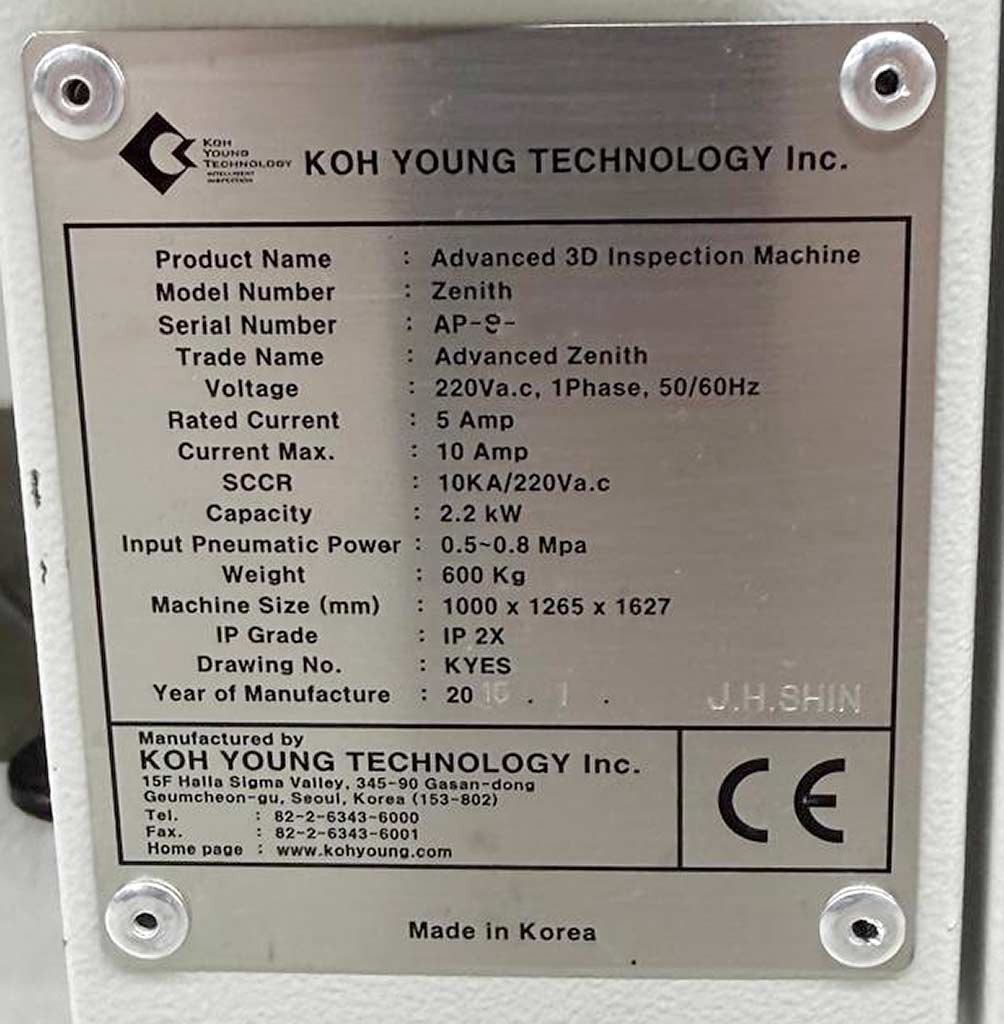 KOH
YOUNG
TECHNOLOGY
KOH YOUNG TECHNOLOGY Inc.
Product Name : Advanced 3D Inspection Machine
Model Number : Zenith
Serial Number : AP-S-
Trade Name : Advanced Zenith
Voltage : 220Va.c, 1Phase, 50/60Hz
Rated Current : 5 Amp
Current Max. : 10 Amp
SCCR : 10KA/220Va.c
Capacity : 2.2 kW
Input Pneumatic Power : 0.5~0.8 Mpa
Weight : 600 Kg
Machine Size (mm) : 1000 x 1265 x 1627
IP Grade : IP 2X
Drawing No. : KYES
Year of Manufacture : 20 . 1 . J.H.SHIN
Manufactured by
KOH YOUNG TECHNOLOGY Inc.
15F Halla Sigma Valley, 345-90 Gasan-dong
Geumcheon-gu, Seoul, Korea (153-802)
Tel. : 82-2-6343-6000
Fax. : 82-2-6343-6001
Home page : www.kohyoung.com
CE
Made in Korea